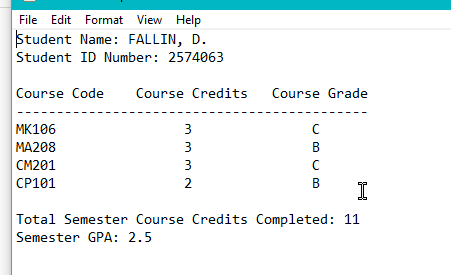 File Edit Format View Help
Student Name: FALLIN, D.
Student ID Number: 2574063
Course Code    Course Credits   Course Grade
--------------------------------------------
MK106                3               C
MA208                3               B
CM201                3               C
CP101                2               B
Total Semester Course Credits Completed: 11
Semester GPA: 2.5